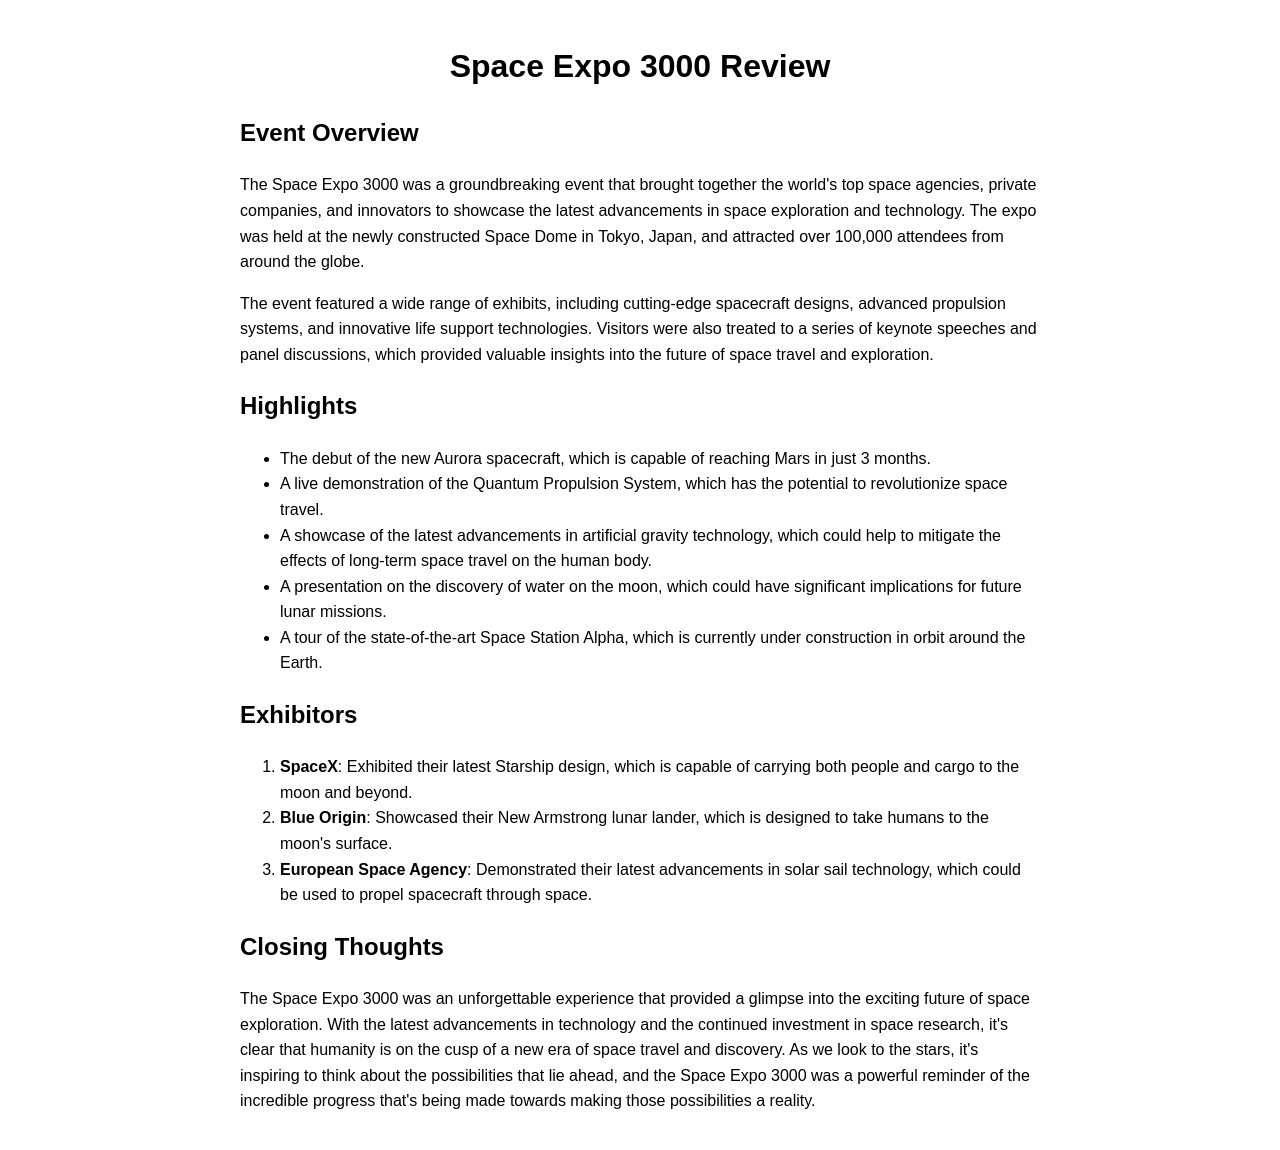 Space Expo 3000 Review
Event Overview
The Space Expo 3000 was a groundbreaking event that brought together the world's top space agencies, private
companies, and innovators to showcase the latest advancements in space exploration and technology. The expo
was held at the newly constructed Space Dome in Tokyo, Japan, and attracted over 100,000 attendees from
around the globe.
The event featured a wide range of exhibits, including cutting-edge spacecraft designs, advanced propulsion
systems, and innovative life support technologies. Visitors were also treated to a series of keynote speeches and
panel discussions, which provided valuable insights into the future of space travel and exploration.
Highlights
• The debut of the new Aurora spacecraft, which is capable of reaching Mars in just 3 months.
• A live demonstration of the Quantum Propulsion System, which has the potential to revolutionize space
travel.
• A showcase of the latest advancements in artificial gravity technology, which could help to mitigate the
effects of long-term space travel on the human body.
• A presentation on the discovery of water on the moon, which could have significant implications for future
lunar missions.
• A tour of the state-of-the-art Space Station Alpha, which is currently under construction in orbit around the
Earth.
Exhibitors
1. SpaceX: Exhibited their latest Starship design, which is capable of carrying both people and cargo to the
moon and beyond.
2. Blue Origin: Showcased their New Armstrong lunar lander, which is designed to take humans to the
moon's surface.
3. European Space Agency: Demonstrated their latest advancements in solar sail technology, which could
be used to propel spacecraft through space.
Closing Thoughts
The Space Expo 3000 was an unforgettable experience that provided a glimpse into the exciting future of space
exploration. With the latest advancements in technology and the continued investment in space research, it's
clear that humanity is on the cusp of a new era of space travel and discovery. As we look to the stars, it's
inspiring to think about the possibilities that lie ahead, and the Space Expo 3000 was a powerful reminder of the
incredible progress that's being made towards making those possibilities a reality.